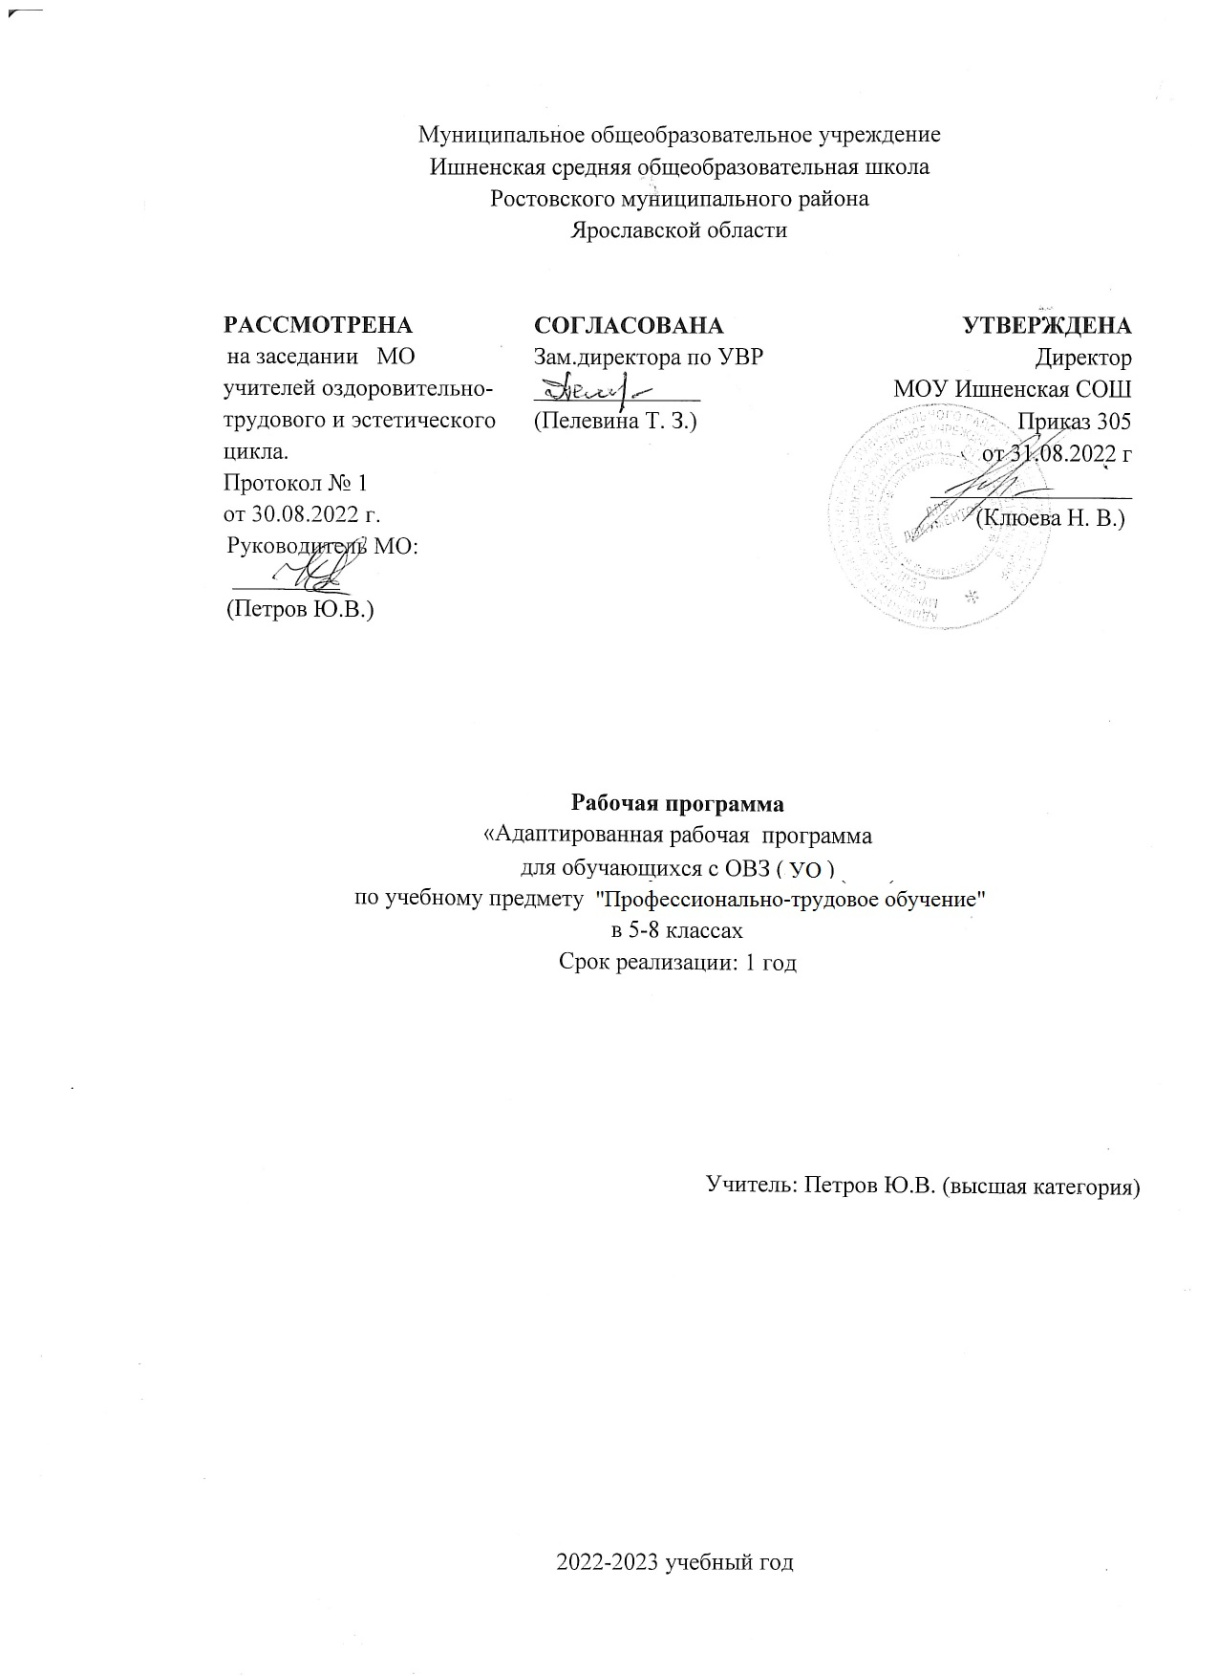 Муниципальное общеобразовательное учреждение
Ишненская средняя общеобразовательная школа
Ростовского муниципального района
Ярославской области
РАССМОТРЕНА
на заседании МО
учителей оздоровительно-
трудового и эстетического
цикла.
Протокол № 1
от 30.08.2022 г.
Руководитель МО:
(Петров Ю.В.)
СОГЛАСОВАНА
Зам.директора по УВР
(Пелевина Т. З.)
УТВЕРЖДЕНА
Директор
МОУ Ишненская СОШ
Приказ 305
от 31.08.2022 г
(Клюева Н. В.)
Рабочая программа
«Адаптированная рабочая программа
для обучающихся с ОВЗ ( УО )
по учебному предмету "Профессионально-трудовое обучение"
в 5-8 классах
Срок реализации: 1 год
Учитель: Петров Ю.В. (высшая категория)
2022-2023 учебный год